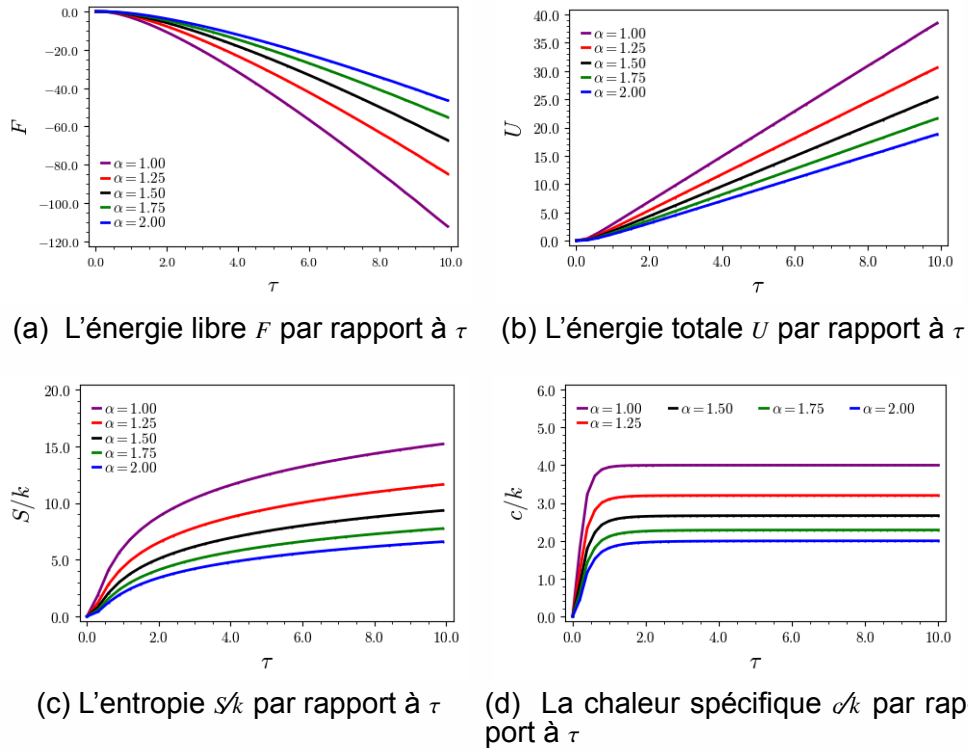 0.0
−20.0
−40.0
−60.0
−80.0
−100.0
−120.0
F
α = 1.00
α = 1.25
α = 1.50
α = 1.75
α = 2.00
0.0 2.0 4.0 6.0 8.0 10.0
τ
(a) L'énergie libre F par rapport à τ
40.0
35.0
30.0
25.0
20.0
15.0
10.0
5.0
0.0
U
α = 1.00
α = 1.25
α = 1.50
α = 1.75
α = 2.00
0.0 2.0 4.0 6.0 8.0 10.0
τ
(b) L'énergie totale U par rapport à τ
20.0
15.0
10.0
5.0
0.0
S/k
α = 1.00
α = 1.25
α = 1.50
α = 1.75
α = 2.00
0.0 2.0 4.0 6.0 8.0 10.0
τ
(c) L'entropie S/k par rapport à τ
6.0
5.0
4.0
3.0
2.0
1.0
0.0
c/k
α = 1.00 α = 1.50 α = 1.75 α = 2.00
α = 1.25
0.0 2.0 4.0 6.0 8.0 10.0
τ
(d) La chaleur spécifique c/k par rap-
port à τ